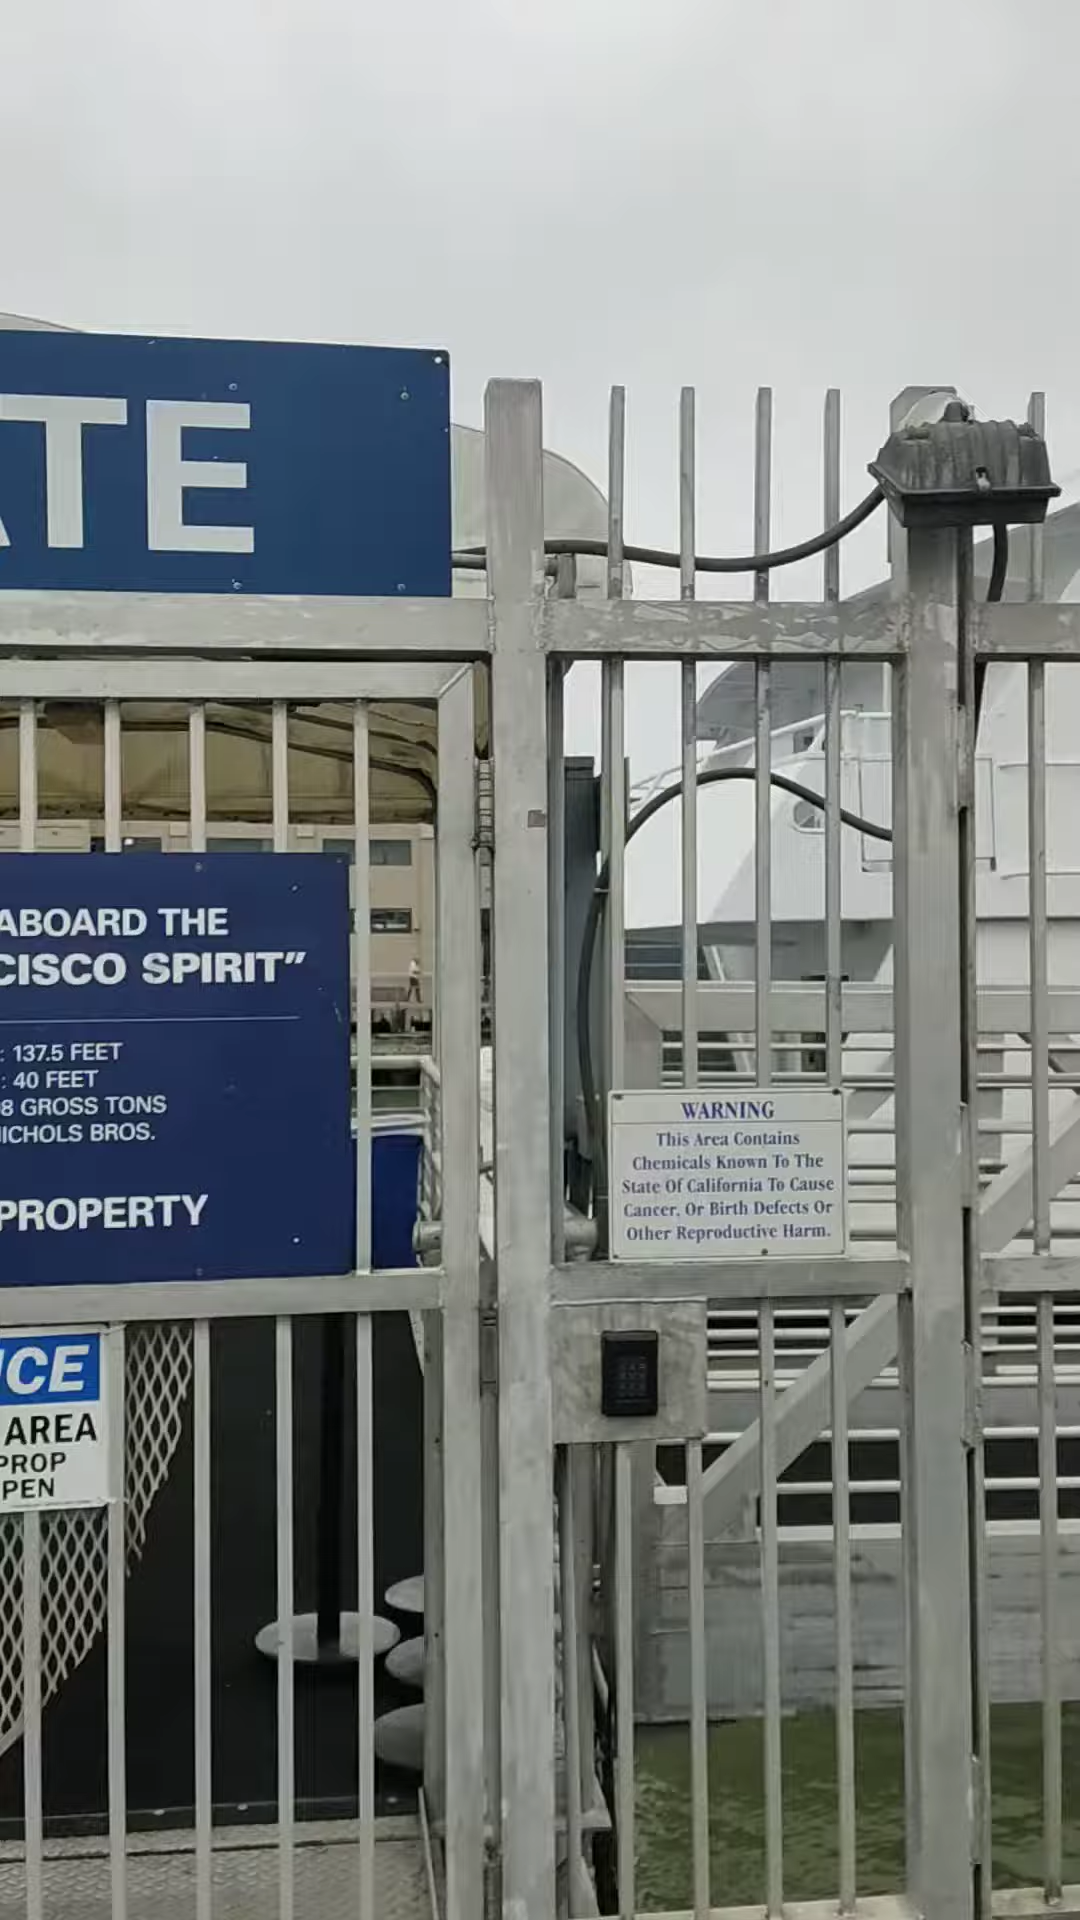 ATE
ABOARD THE
CISCO SPIRIT”
: 137.5 FEET
: 40 FEET
8 GROSS TONS
NICHOLS BROS.
PROPERTY
WARNING
This Area Contains
Chemicals Known To The
State Of California To Cause
Cancer, Or Birth Defects Or
Other Reproductive Harm.
ICE
AREA
PROP
PEN